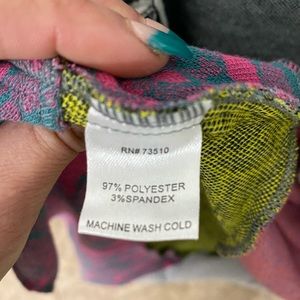 RN# 73510
97% POLYESTER
3%SPANDEX
MACHINE WASH COLD